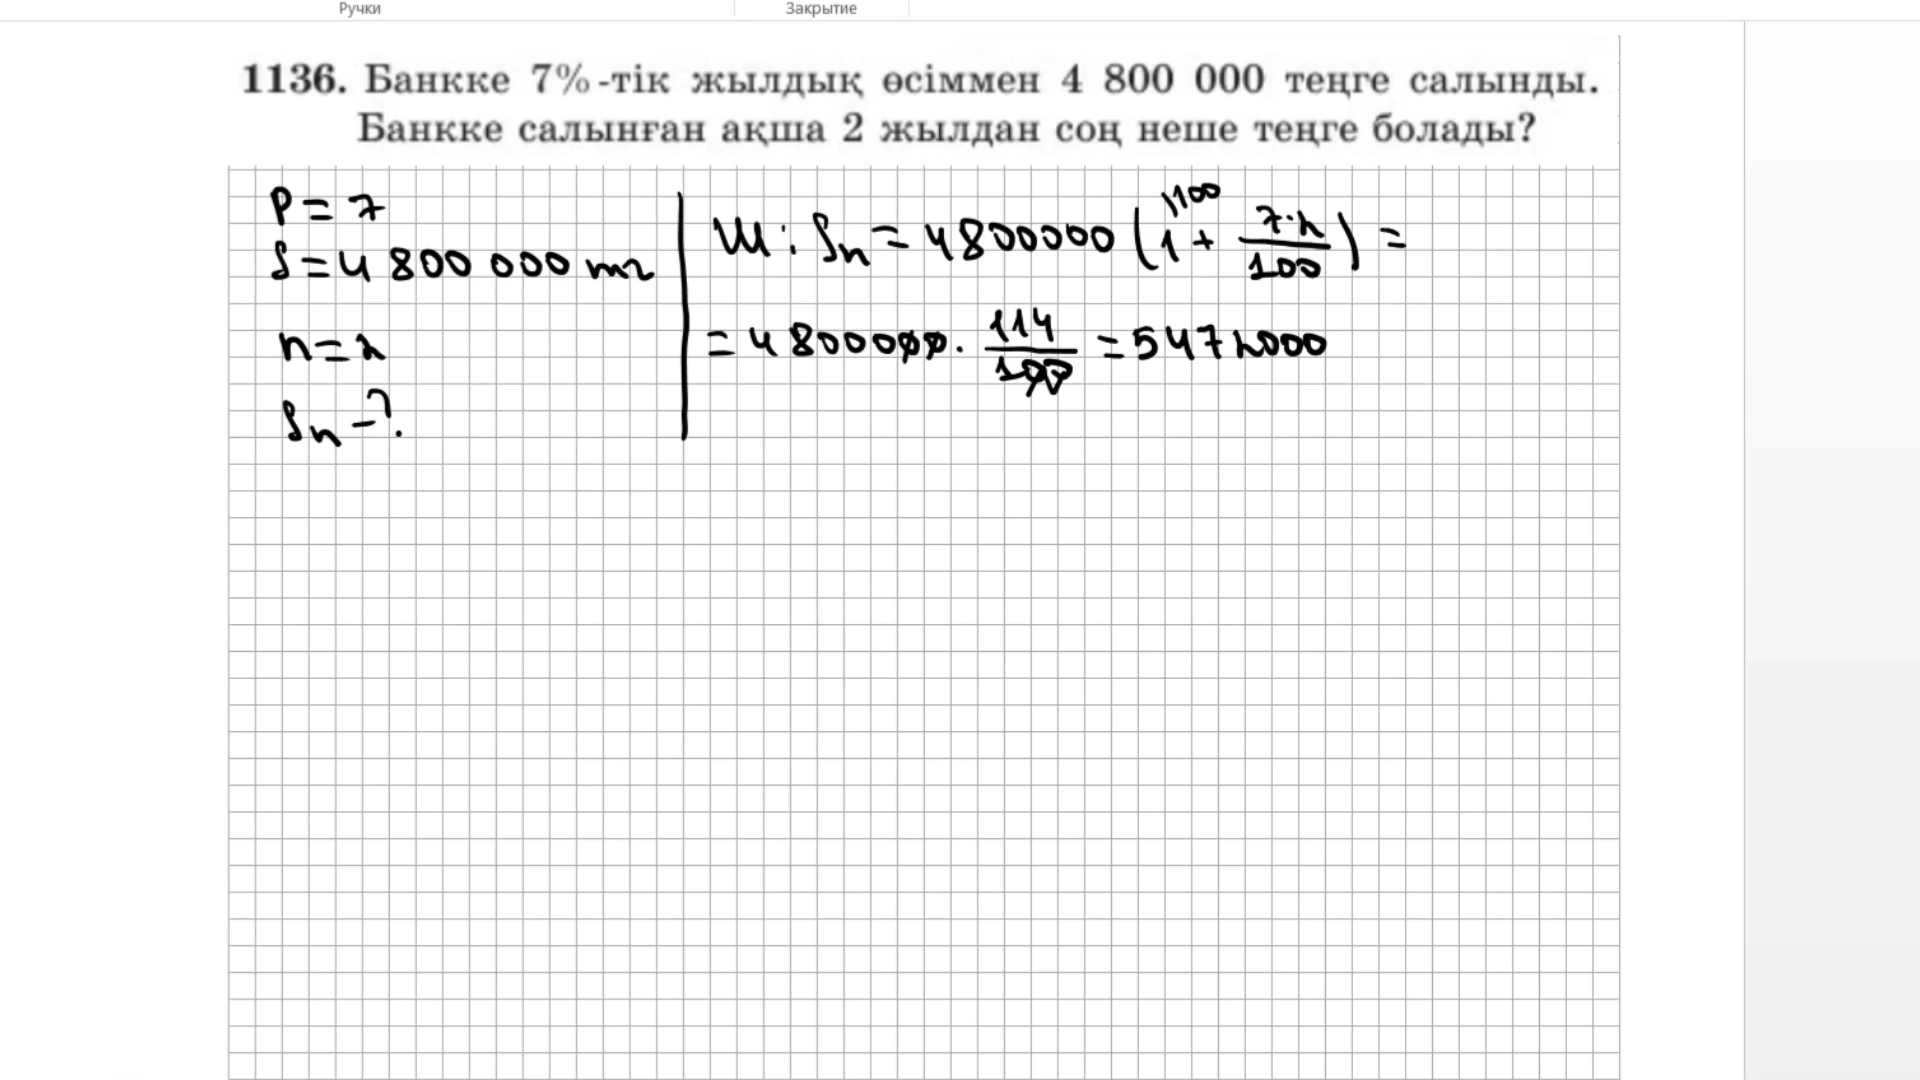 Ручки Закрытие
1136. Банкке 7%-тік жылдық өсіммен 4 800 000 теңге салынды.
Банкке салынған ақша 2 жылдан соң неше теңге болады?
P = 7
S = 4 800 000 тг
n = 2
Sn - ?
Ш: Sn = 4800000 (1\100 + 7·2/100) =
= 4800000 · 114/100 = 5472000